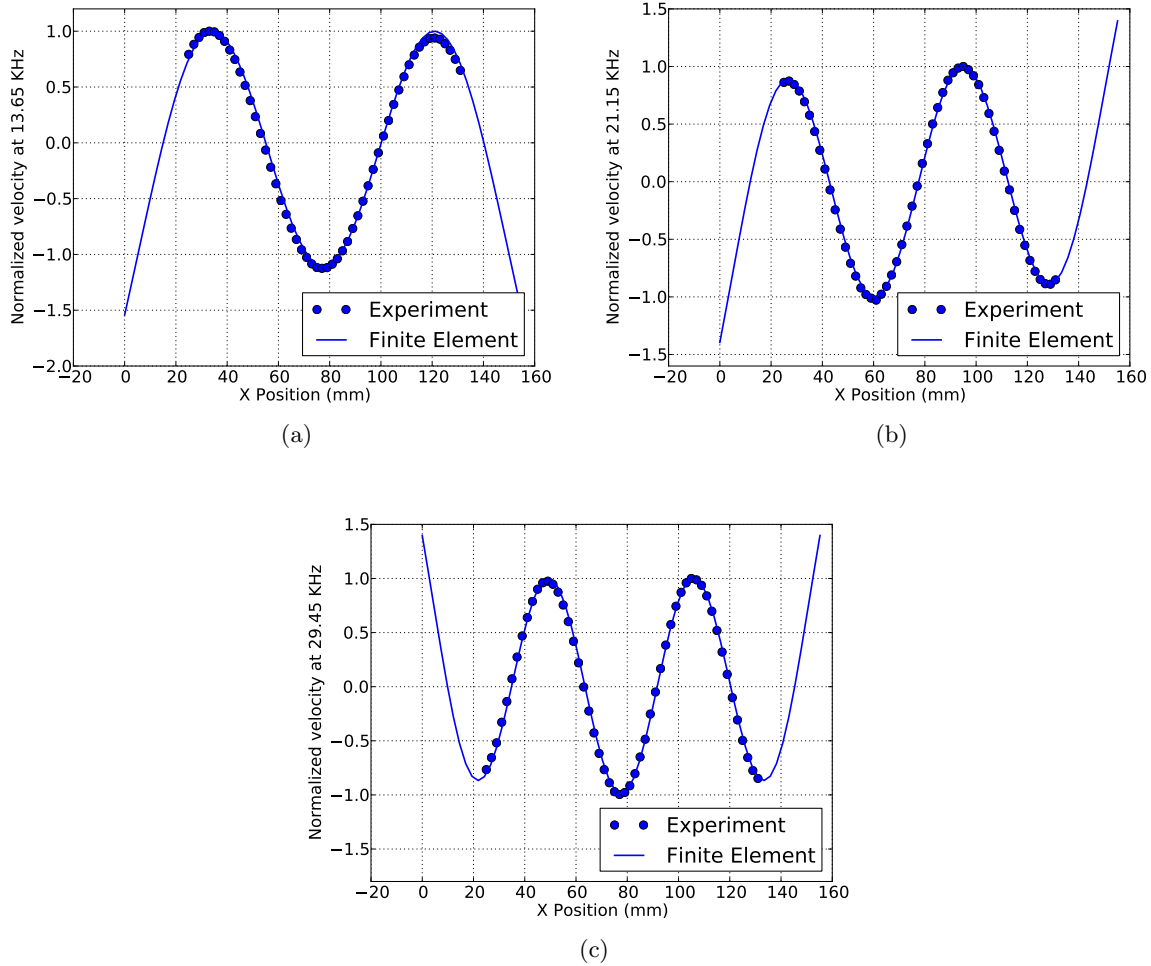 Normalized velocity at 13.65 KHz
1.0
0.5
0.0
−0.5
−1.0
−1.5
−2.0
−20 0 20 40 60 80 100 120 140 160
X Position (mm)
Experiment
Finite Element
(a)
Normalized velocity at 21.15 KHz
1.5
1.0
0.5
0.0
−0.5
−1.0
−1.5
−20 0 20 40 60 80 100 120 140 160
X Position (mm)
Experiment
Finite Element
(b)
Normalized velocity at 29.45 KHz
1.5
1.0
0.5
0.0
−0.5
−1.0
−1.5
−20 0 20 40 60 80 100 120 140 160
X Position (mm)
Experiment
Finite Element
(c)